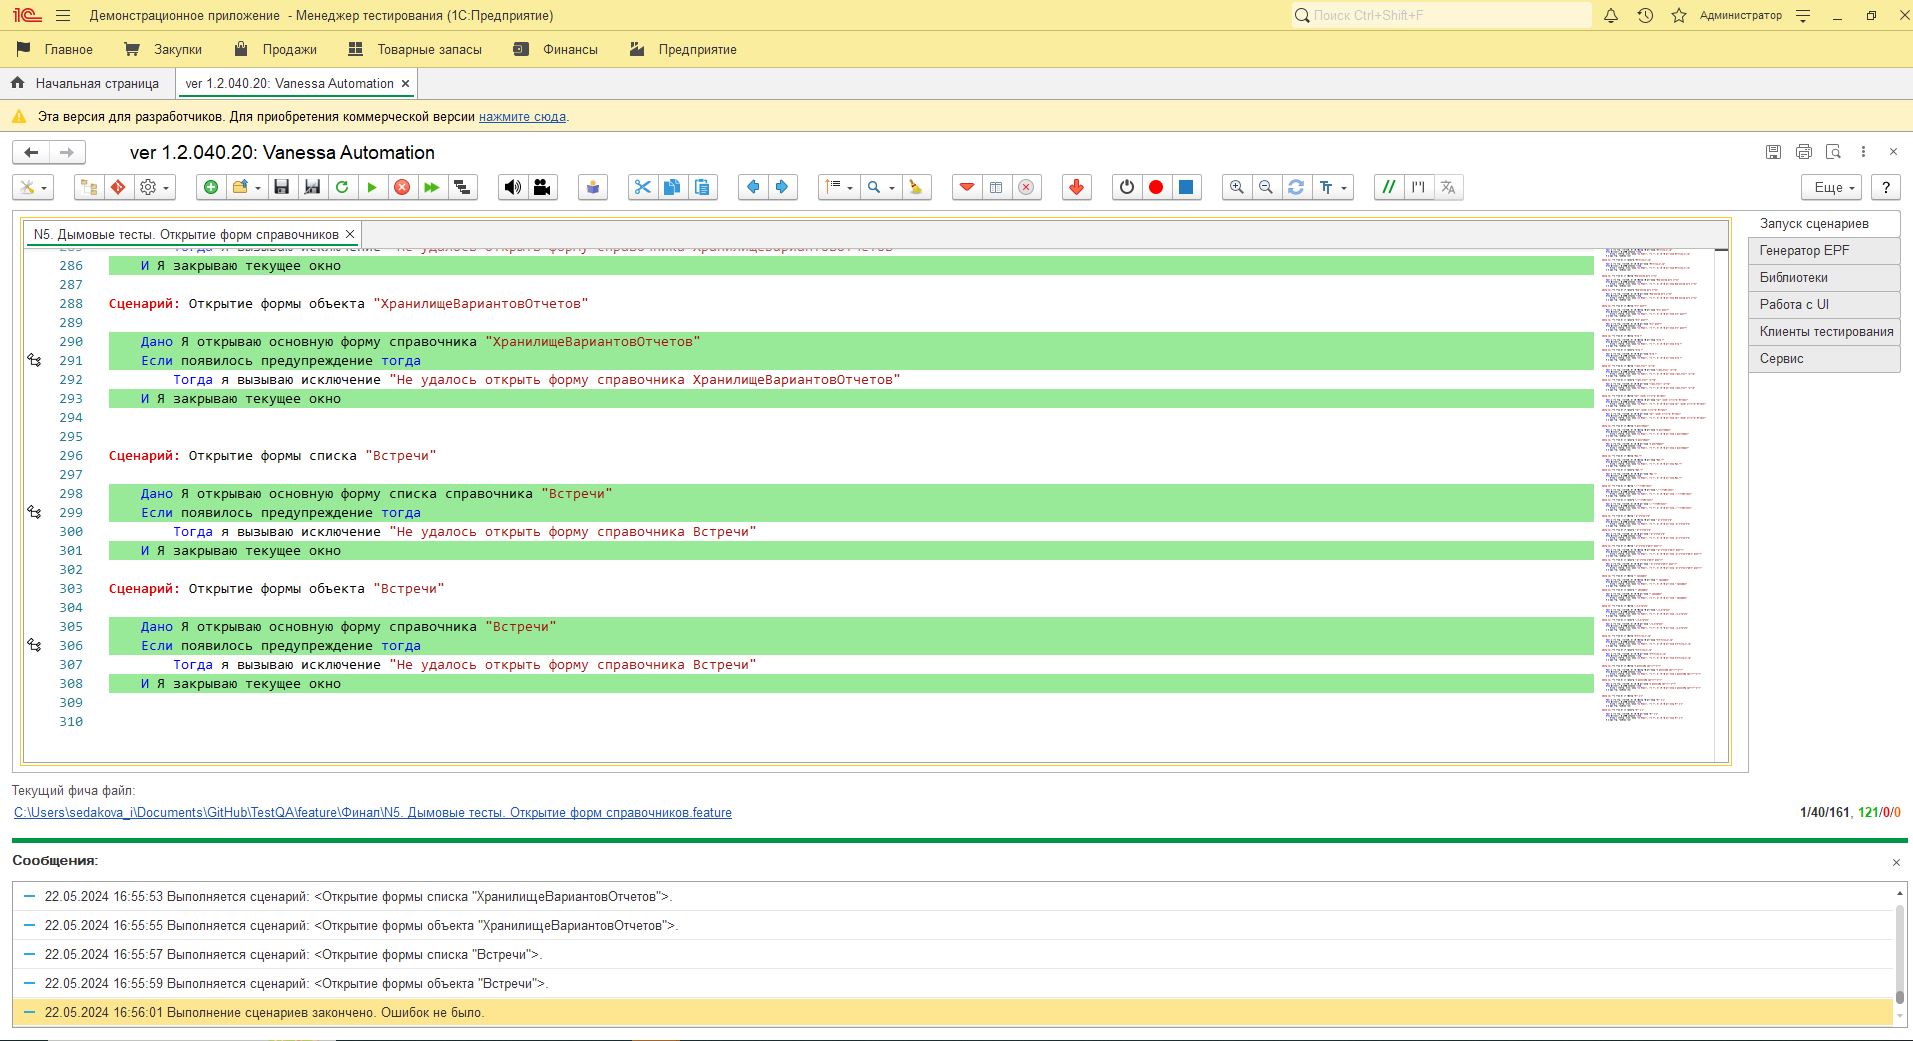 1С Демонстрационное приложение - Менеджер тестирования (1С:Предприятие) Поиск Ctrl+Shift+F Администратор
Главное Закупки Продажи Товарные запасы Финансы Предприятие
Начальная страница ver 1.2.040.20: Vanessa Automation ×
Эта версия для разработчиков. Для приобретения коммерческой версии нажмите сюда.
ver 1.2.040.20: Vanessa Automation
Еще ?
N5. Дымовые тесты. Открытие форм справочников ×
286 И Я закрываю текущее окно
287
288 Сценарий: Открытие формы объекта "ХранилищеВариантовОтчетов"
289
290 Дано Я открываю основную форму справочника "ХранилищеВариантовОтчетов"
291 Если появилось предупреждение тогда
292 Тогда я вызываю исключение "Не удалось открыть форму справочника ХранилищеВариантовОтчетов"
293 И Я закрываю текущее окно
294
295
296 Сценарий: Открытие формы списка "Встречи"
297
298 Дано Я открываю основную форму списка справочника "Встречи"
299 Если появилось предупреждение тогда
300 Тогда я вызываю исключение "Не удалось открыть форму справочника Встречи"
301 И Я закрываю текущее окно
302
303 Сценарий: Открытие формы объекта "Встречи"
304
305 Дано Я открываю основную форму справочника "Встречи"
306 Если появилось предупреждение тогда
307 Тогда я вызываю исключение "Не удалось открыть форму справочника Встречи"
308 И Я закрываю текущее окно
309
310
Запуск сценариев
Генератор EPF
Библиотеки
Работа с UI
Клиенты тестирования
Сервис
Текущий фича файл:
C:\Users\sedakova_i\Documents\GitHub\TestQA\feature\Финал\N5. Дымовые тесты. Открытие форм справочников.feature
1/40/161, 121/0/0
Сообщения:
22.05.2024 16:55:53 Выполняется сценарий: <Открытие формы списка "ХранилищеВариантовОтчетов">.
22.05.2024 16:55:55 Выполняется сценарий: <Открытие формы объекта "ХранилищеВариантовОтчетов">.
22.05.2024 16:55:57 Выполняется сценарий: <Открытие формы списка "Встречи">.
22.05.2024 16:55:59 Выполняется сценарий: <Открытие формы объекта "Встречи">.
22.05.2024 16:56:01 Выполнение сценариев закончено. Ошибок не было.